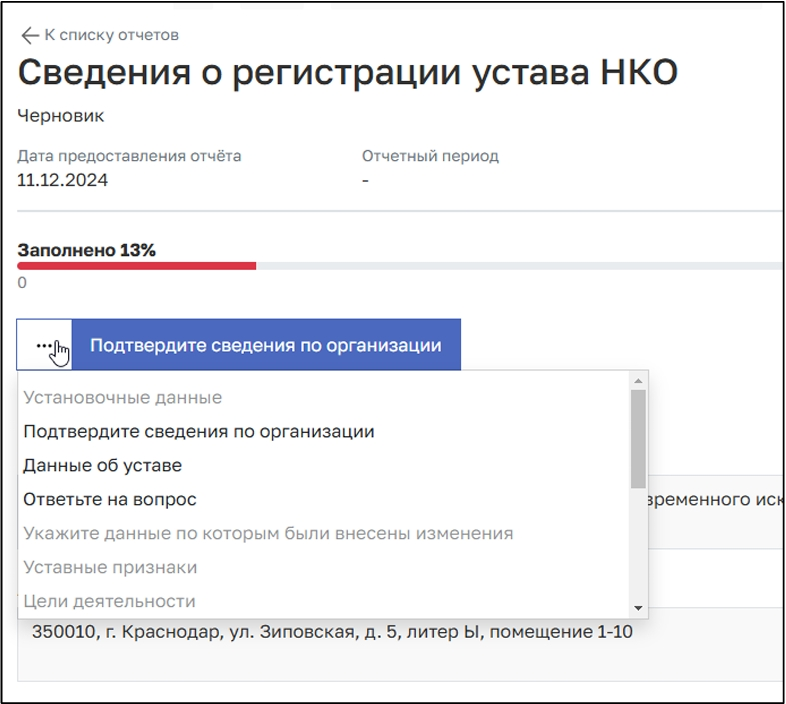 К списку отчетов
Сведения о регистрации устава НКО
Черновик
Дата предоставления отчёта
Отчетный период
11.12.2024
-
Заполнено 13%
0
... Подтвердите сведения по организации
Установочные данные
Подтвердите сведения по организации
Данные об уставе
Ответьте на вопрос
Укажите данные по которым были внесены изменения
Уставные признаки
Цели деятельности
350010, г. Краснодар, ул. Зиповская, д. 5, литер Ы, помещение 1-10